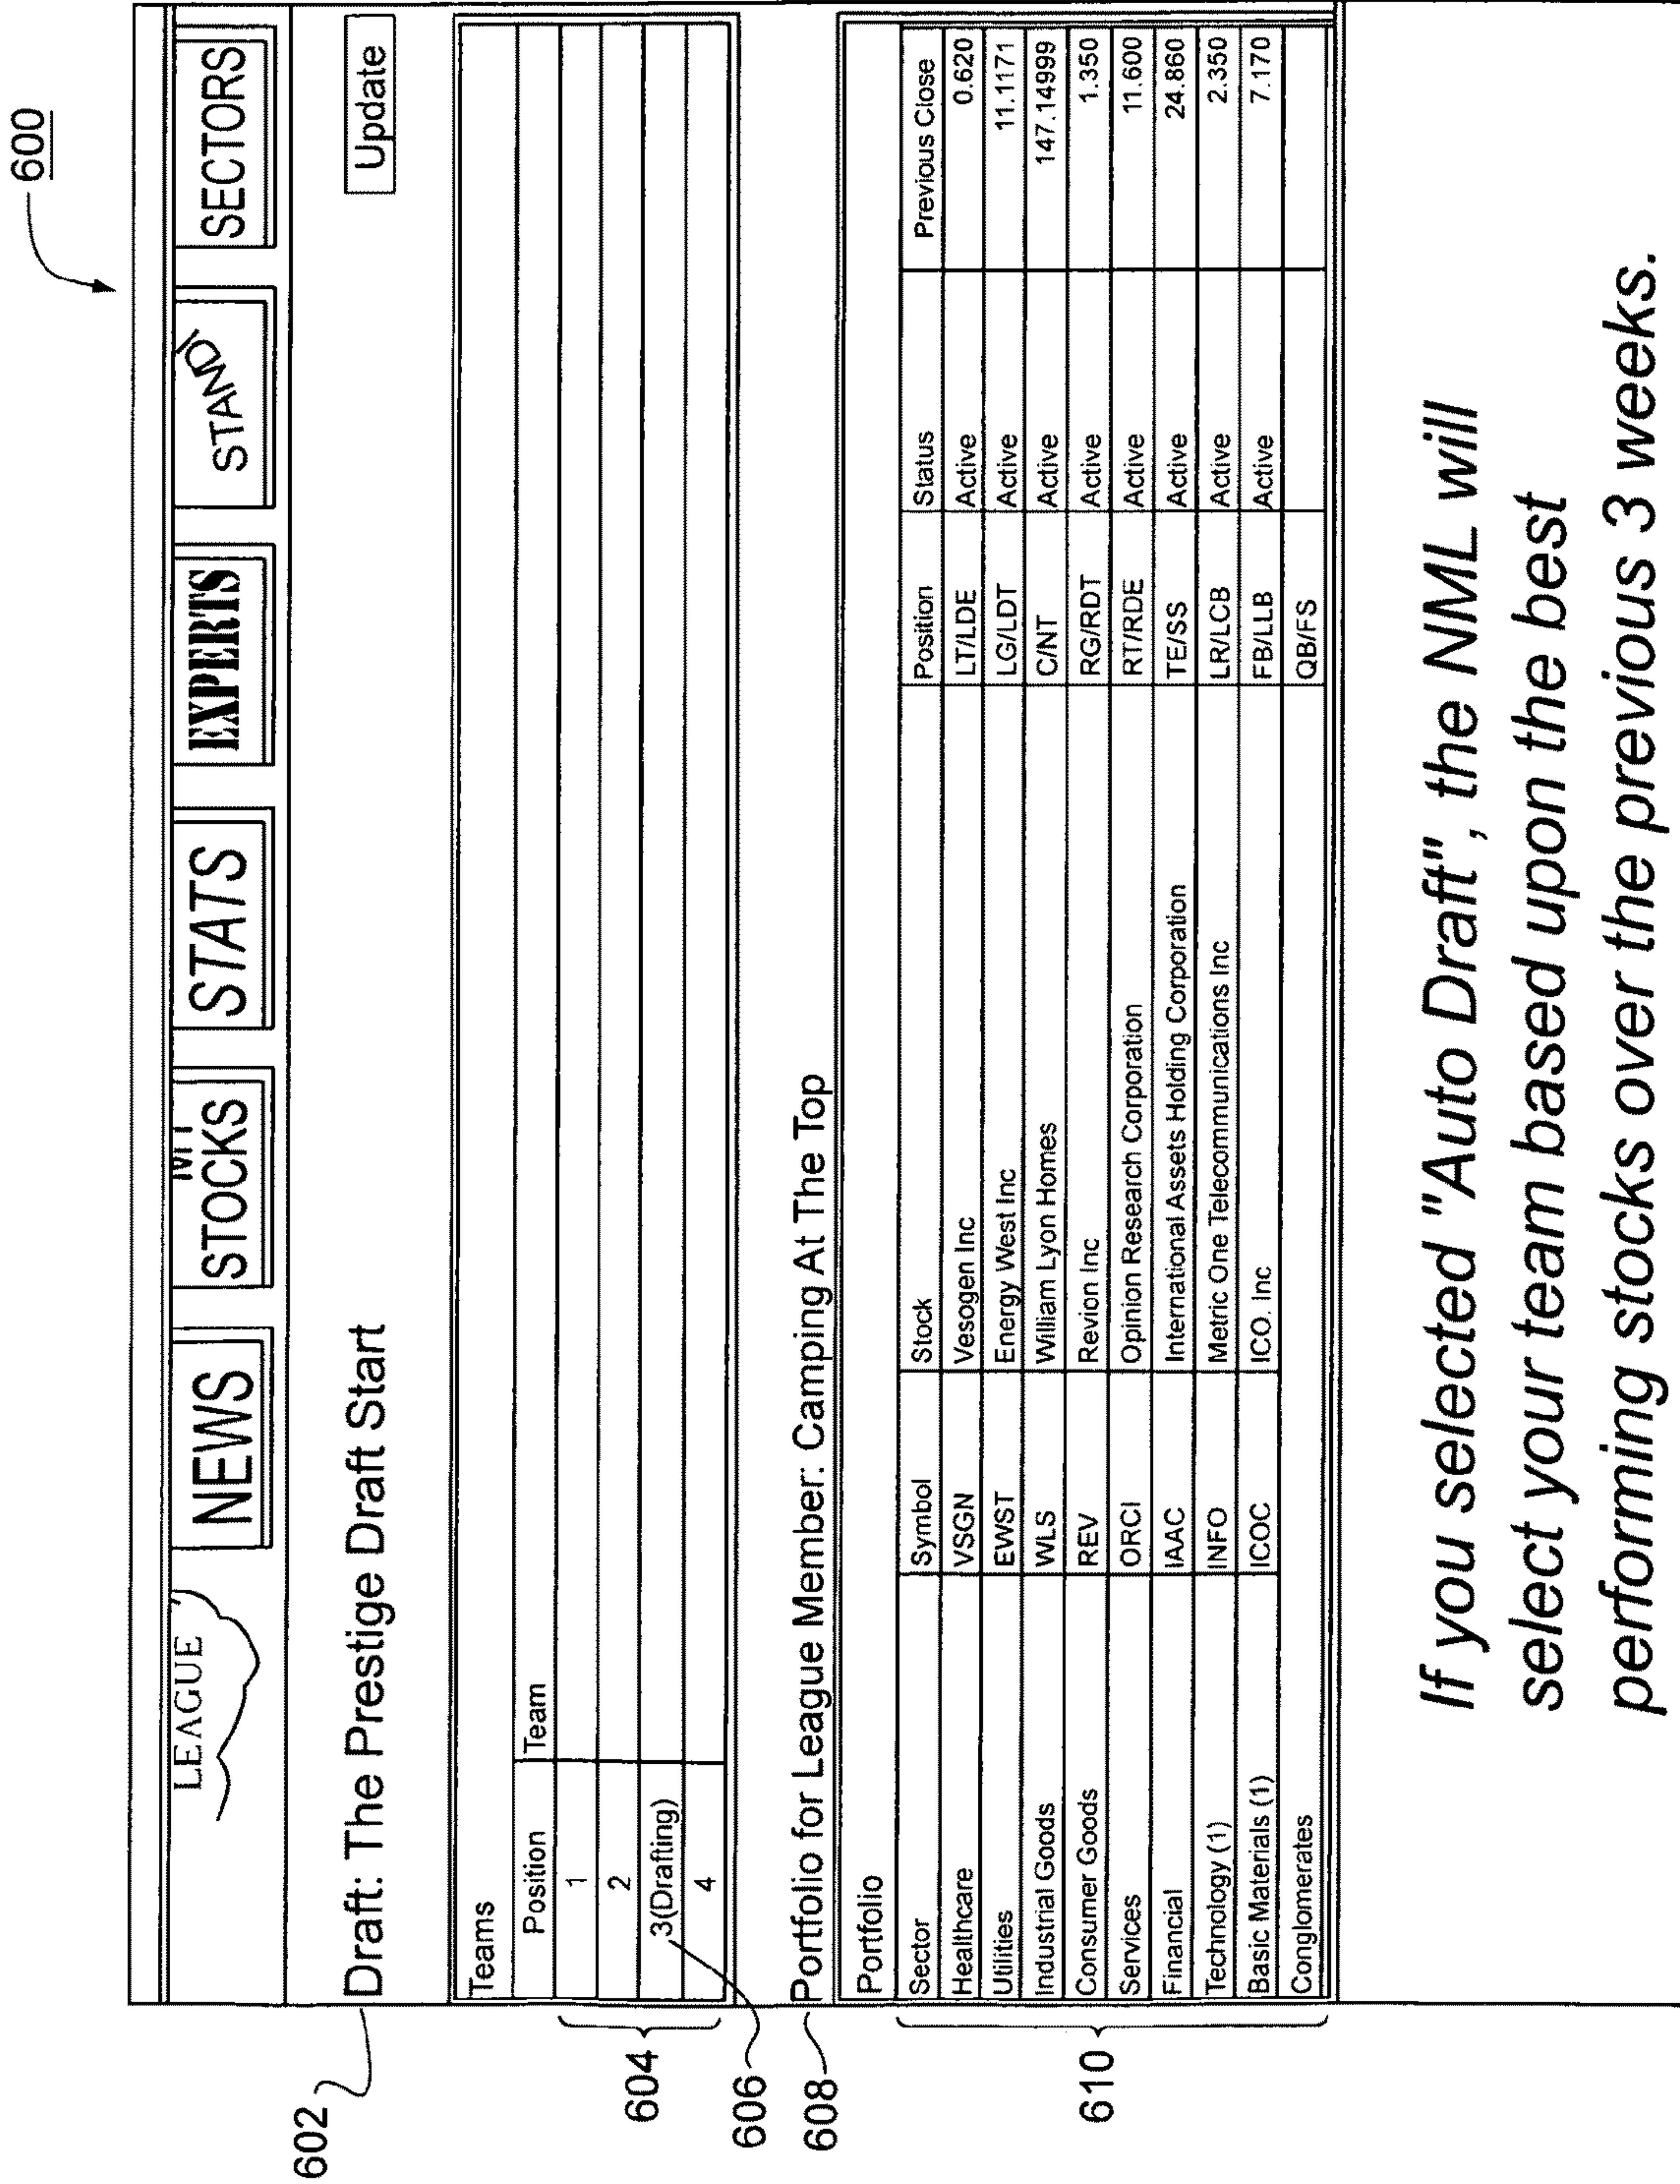 600
LEAGUE
NEWS
STOCKS
STATS
EXPERTS
STAND
SECTORS
602
Draft: The Prestige Draft Start
Update
Teams
Position Team
1
2
3(Drafting)
4
604
606
608
Portfolio for League Member: Camping At The Top
Portfolio
Sector Symbol Stock Position Status Previous Close
Healthcare VSGN Vesogen Inc LT/LDE Active 0.620
Utilities EWST Energy West Inc LG/LDT Active 11.1171
Industrial Goods WLS William Lyon Homes C/NT Active 147.14999
Consumer Goods REV Revion Inc RG/RDT Active 1.350
Services ORCI Opinion Research Corporation RT/RDE Active 11.600
Financial IAAC International Assets Holding Corporation TE/SS Active 24.860
Technology (1) INFO Metric One Telecommunications Inc LR/LCB Active 2.350
Basic Materials (1) ICOC ICO. Inc FB/LLB Active 7.170
Conglomerates QB/FS
610
If you selected "Auto Draft", the NML will
select your team based upon the best
performing stocks over the previous 3 weeks.